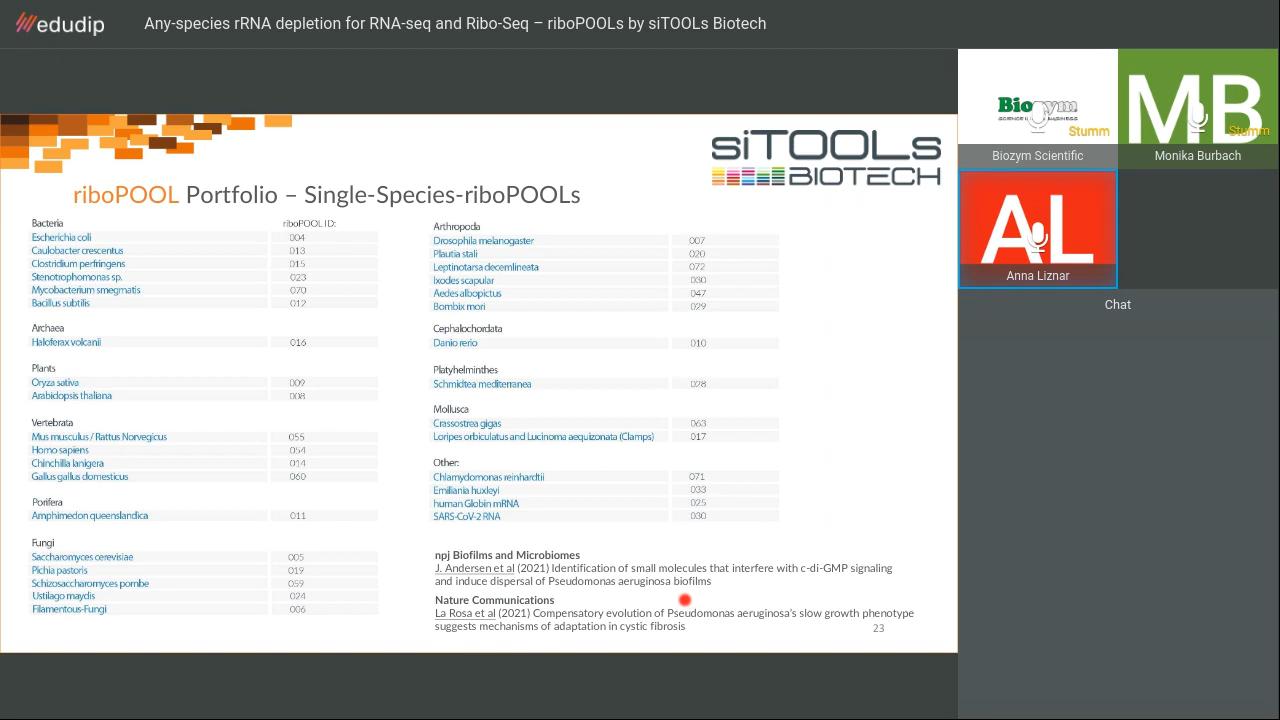 edudip
Any-species rRNA depletion for RNA-seq and Ribo-Seq – riboPOOLs by siTOOLs Biotech
siTOOLs
BIOTECH
riboPOOL Portfolio – Single-Species-riboPOOLs
Bacteria riboPOOL ID:
Escherichia coli 004
Caulobacter crescentus 013
Clostridium perfringens 015
Stenotrophomonas sp. 023
Mycobacterium smegmatis 070
Bacillus subtilis 012
Archaea
Haloferax volcanii 016
Plants
Oryza sativa 009
Arabidopsis thaliana 008
Vertebrata
Mus musculus / Rattus Norvegicus 055
Homo sapiens 054
Chinchilla lanigera 014
Gallus gallus domesticus 060
Porifera
Amphimedon queenslandica 011
Fungi
Saccharomyces cerevisiae 005
Pichia pastoris 019
Schizosaccharomyces pombe 059
Ustilago maydis 024
Filamentous-Fungi 006
Arthropoda
Drosophila melanogaster 007
Plautia stali 020
Leptinotarsa decemlineata 072
Ixodes scapular 030
Aedes albopictus 047
Bombix mori 029
Cephalochordata
Danio rerio 010
Platyhelminthes
Schmidtea mediterranea 028
Mollusca
Crassostrea gigas 063
Loripes orbiculatus and Lucinoma aequizonata (Clamps) 017
Other:
Chlamydomonas reinhardtii 071
Emiliania huxleyi 033
human Globin mRNA 025
SARS-CoV-2 RNA 030
npj Biofilms and Microbiomes
J. Andersen et al (2021) Identification of small molecules that interfere with c-di-GMP signaling
and induce dispersal of Pseudomonas aeruginosa biofilms
Nature Communications
La Rosa et al (2021) Compensatory evolution of Pseudomonas aeruginosa's slow growth phenotype
suggests mechanisms of adaptation in cystic fibrosis
23
Biozym
Stumm
Biozym Scientific
MB
Stumm
Monika Burbach
AL
Anna Liznar
Chat